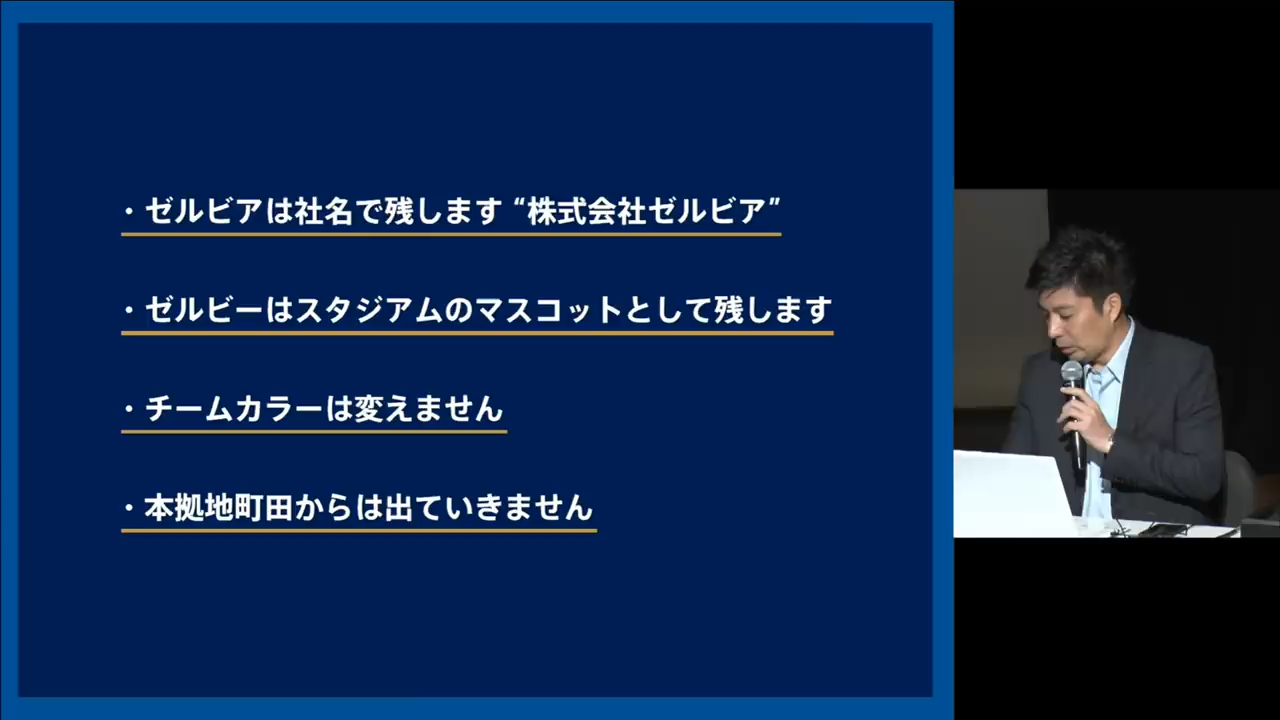 ・ゼルビアは社名で残します “株式会社ゼルビア”
・ゼルビーはスタジアムのマスコットとして残します
・チームカラーは変えません
・本拠地町田からは出ていきません